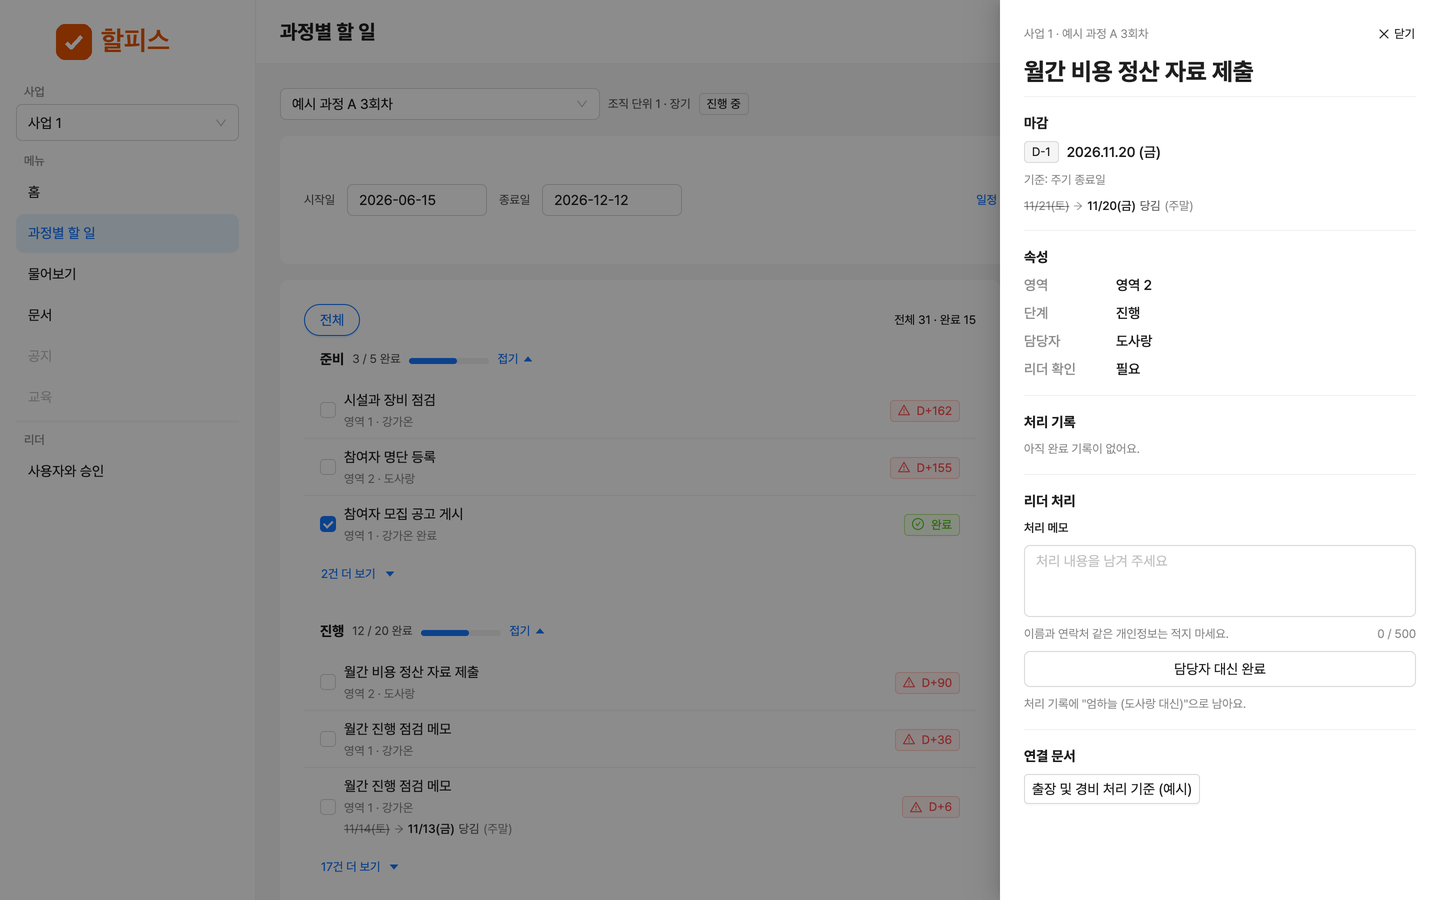 할피스
사업
사업 1
메뉴
홈
과정별 할 일
물어보기
문서
공지
교육
리더
사용자와 승인
과정별 할 일
예시 과정 A 3회차
조직 단위 1 · 장기
진행 중
시작일
2026-06-15
종료일
2026-12-12
일정
전체
전체 31 · 완료 15
준비 3 / 5 완료 접기
시설과 장비 점검
영역 1 · 강가온
D+162
참여자 명단 등록
영역 2 · 도사랑
D+155
참여자 모집 공고 게시
영역 1 · 강가온 완료
완료
2건 더 보기
진행 12 / 20 완료 접기
월간 비용 정산 자료 제출
영역 2 · 도사랑
D+90
월간 진행 점검 메모
영역 1 · 강가온
D+36
월간 진행 점검 메모
영역 1 · 강가온
11/14(토) → 11/13(금) 당김 (주말)
D+6
17건 더 보기
사업 1 · 예시 과정 A 3회차
닫기
월간 비용 정산 자료 제출
마감
D-1 2026.11.20 (금)
기준: 주기 종료일
11/21(토) → 11/20(금) 당김 (주말)
속성
영역 영역 2
단계 진행
담당자 도사랑
리더 확인 필요
처리 기록
아직 완료 기록이 없어요.
리더 처리
처리 메모
처리 내용을 남겨 주세요
이름과 연락처 같은 개인정보는 적지 마세요.
0 / 500
담당자 대신 완료
처리 기록에 "엄하늘 (도사랑 대신)"으로 남아요.
연결 문서
출장 및 경비 처리 기준 (예시)